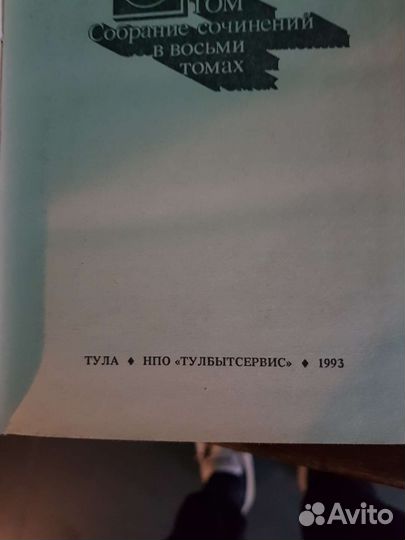 ТОМ
Собрание сочинений
в восьми
томах
ТУЛА ♦ НПО «ТУЛБЫТСЕРВИС» ♦ 1993
Avito